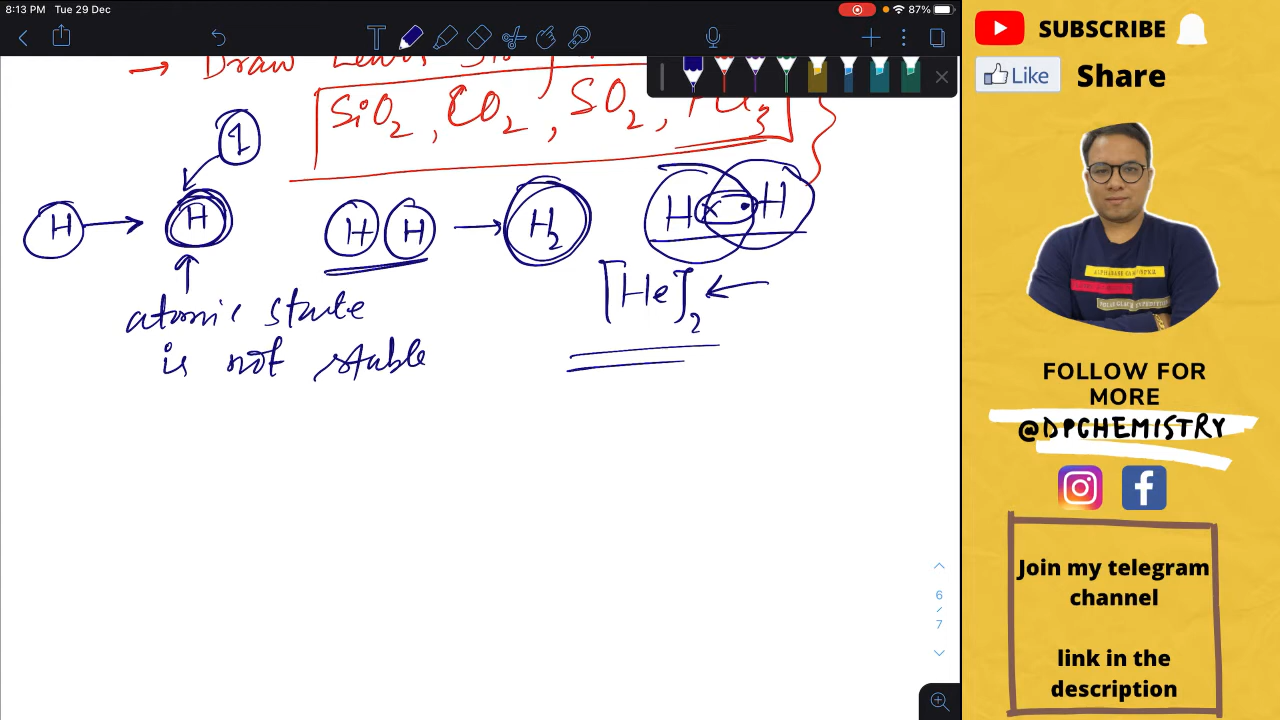 8:13 PM Tue 29 Dec
87%
→ Draw
SiO2, CO2, SO2,
1
H → H
H H → H2
H x • H
[He]2 ←
atomic state
is not stable
6
7
SUBSCRIBE
Like Share
FOLLOW FOR
MORE
@DPCHEMISTRY
f
Join my telegram
channel
link in the
description